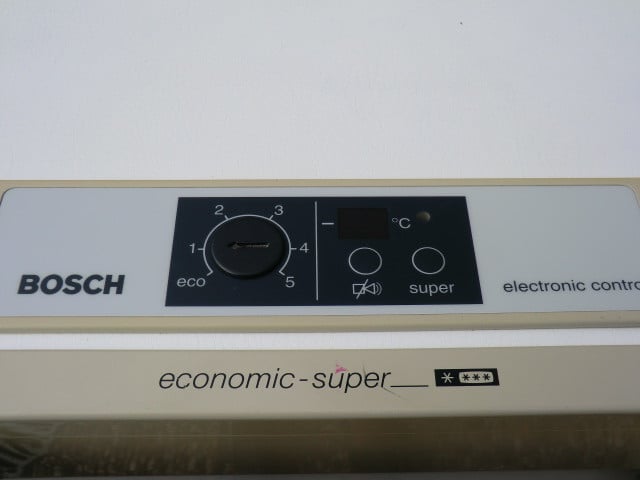 2 3
1 4
eco 5
- °C
super
BOSCH
electronic contro
economic-super
* ***